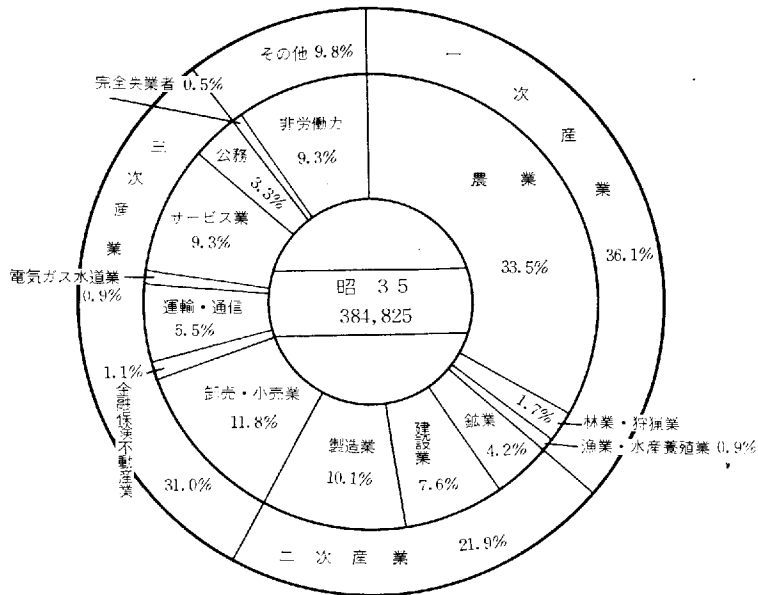 その他 9.8%
一次産業
36.1%
完全失業者 0.5%
非労働力
9.3%
公務
3.3%
農業
33.5%
三次産業
31.0%
サービス業
9.3%
電気ガス水道業
0.9%
運輸・通信
5.5%
昭 35
384,825
1.1%
金融保険不動産業
卸売・小売業
11.8%
製造業
10.1%
建設業
7.6%
鉱業
4.2%
1.7%
林業・狩猟業
漁業・水産養殖業 0.9%
二次産業
21.9%